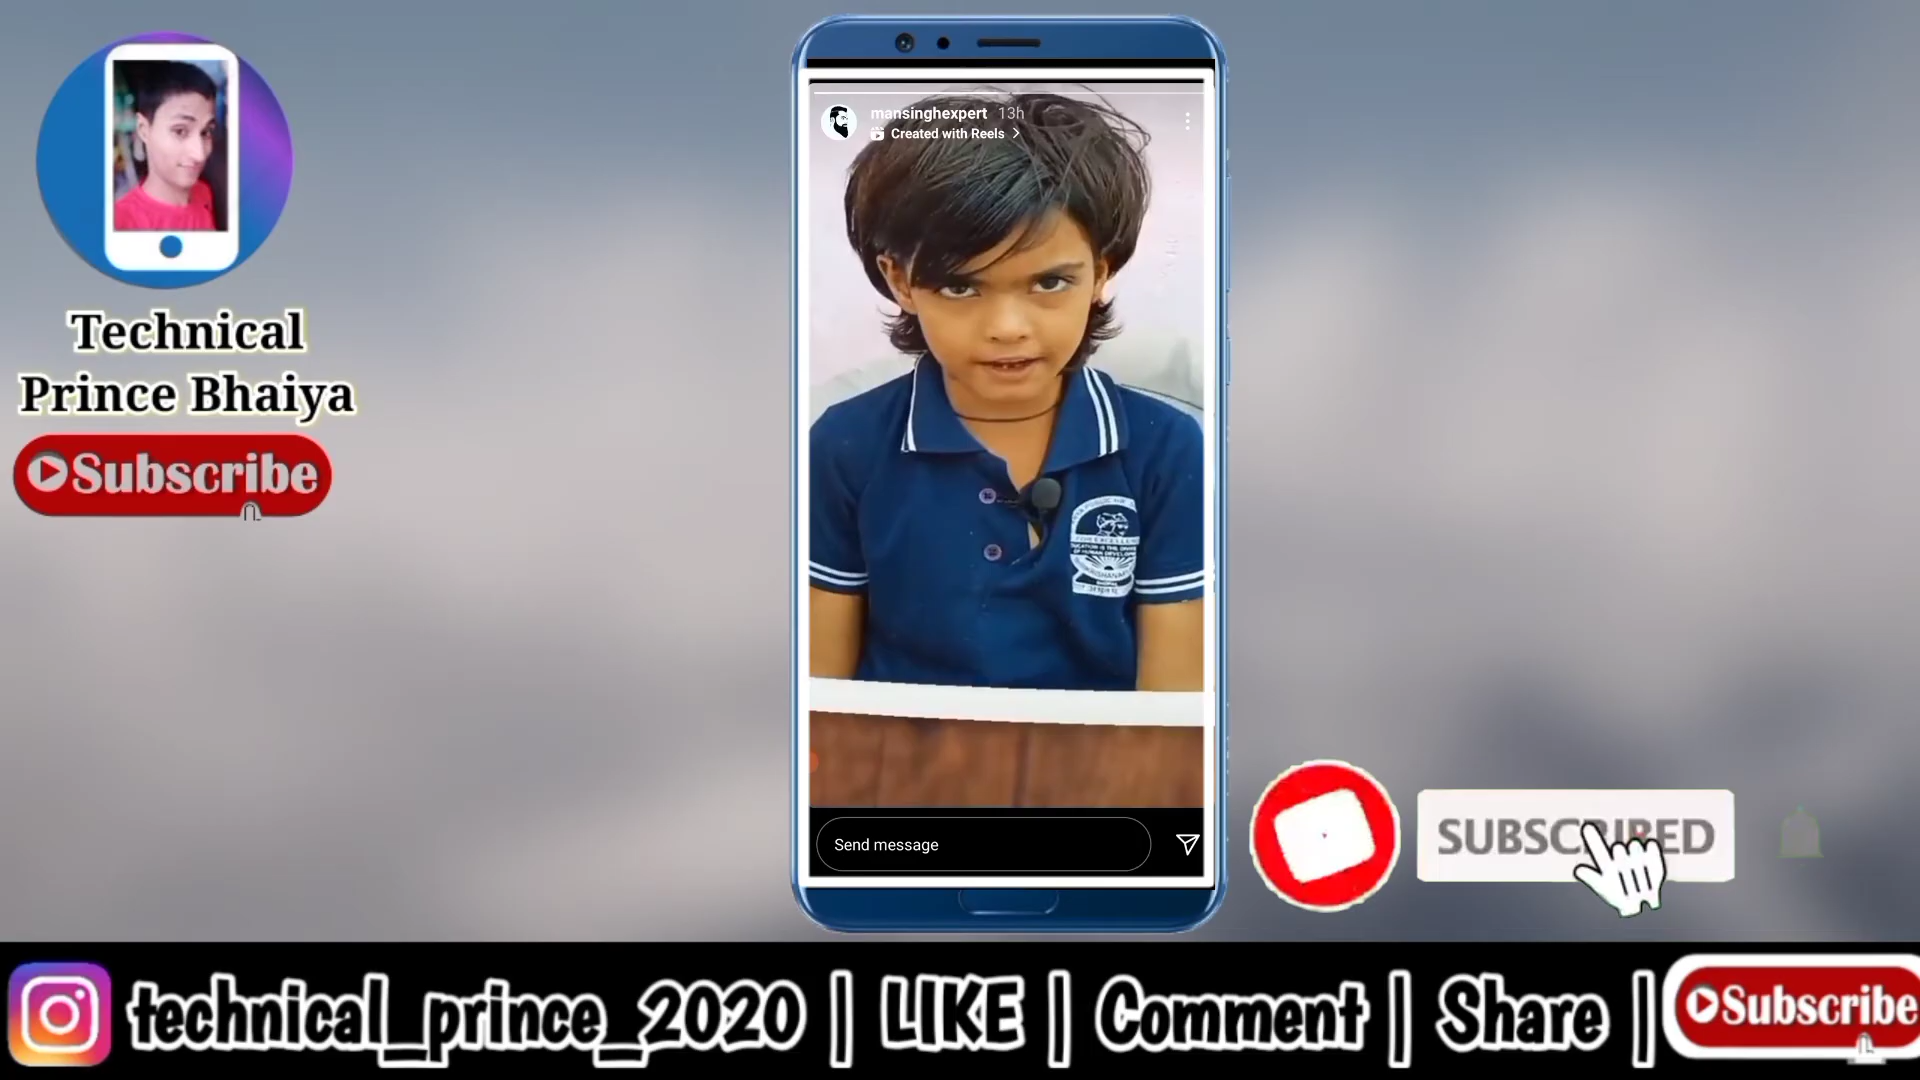 Technical
Prince Bhaiya
Subscribe
mansinghexpert 13h
Created with Reels
Send message
SUBSCRIBED
technical_prince_2020 | LIKE | Comment | Share | Subscribe